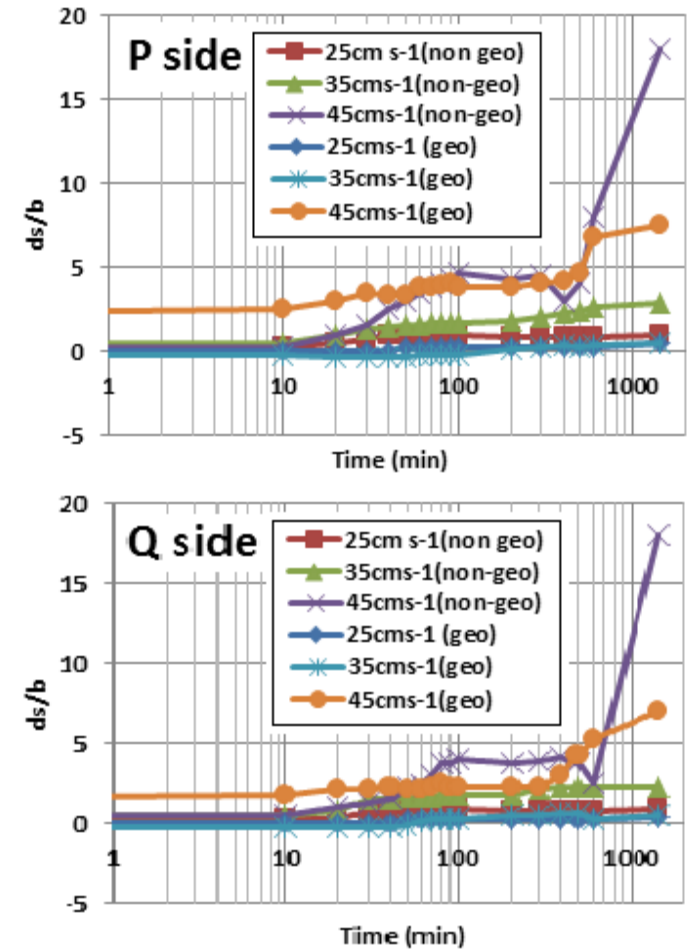 20
P side
25cm s-1(non geo)
35cms-1(non-geo)
45cms-1(non-geo)
25cms-1 (geo)
35cms-1(geo)
45cms-1(geo)
15
10
ds/b
5
0
1 10 100 1000
-5
Time (min)
20
Q side
25cm s-1(non geo)
35cms-1(non-geo)
45cms-1(non-geo)
25cms-1 (geo)
35cms-1(geo)
45cms-1(geo)
15
10
ds/b
5
0
1 10 100 1000
-5
Time (min)